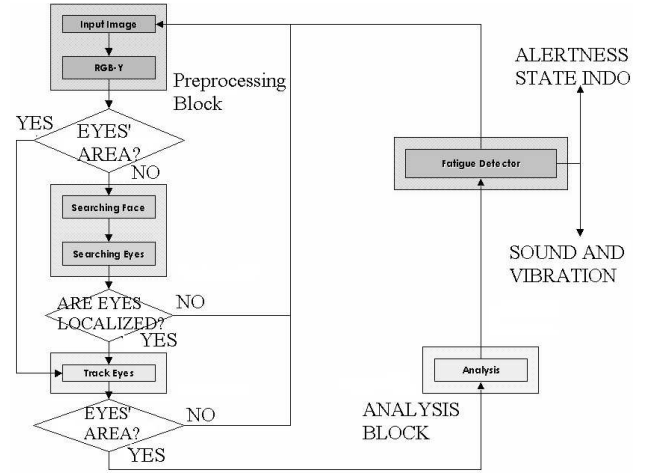 Input Image
RGB-Y
Preprocessing
Block
YES
EYES'
AREA?
NO
Searching Face
Searching Eyes
ARE EYES
LOCALIZED?
NO
YES
Track Eyes
EYES'
AREA?
NO
YES
ANALYSIS
BLOCK
Analysis
Fatigue Detector
ALERTNESS
STATE INDO
SOUND AND
VIBRATION